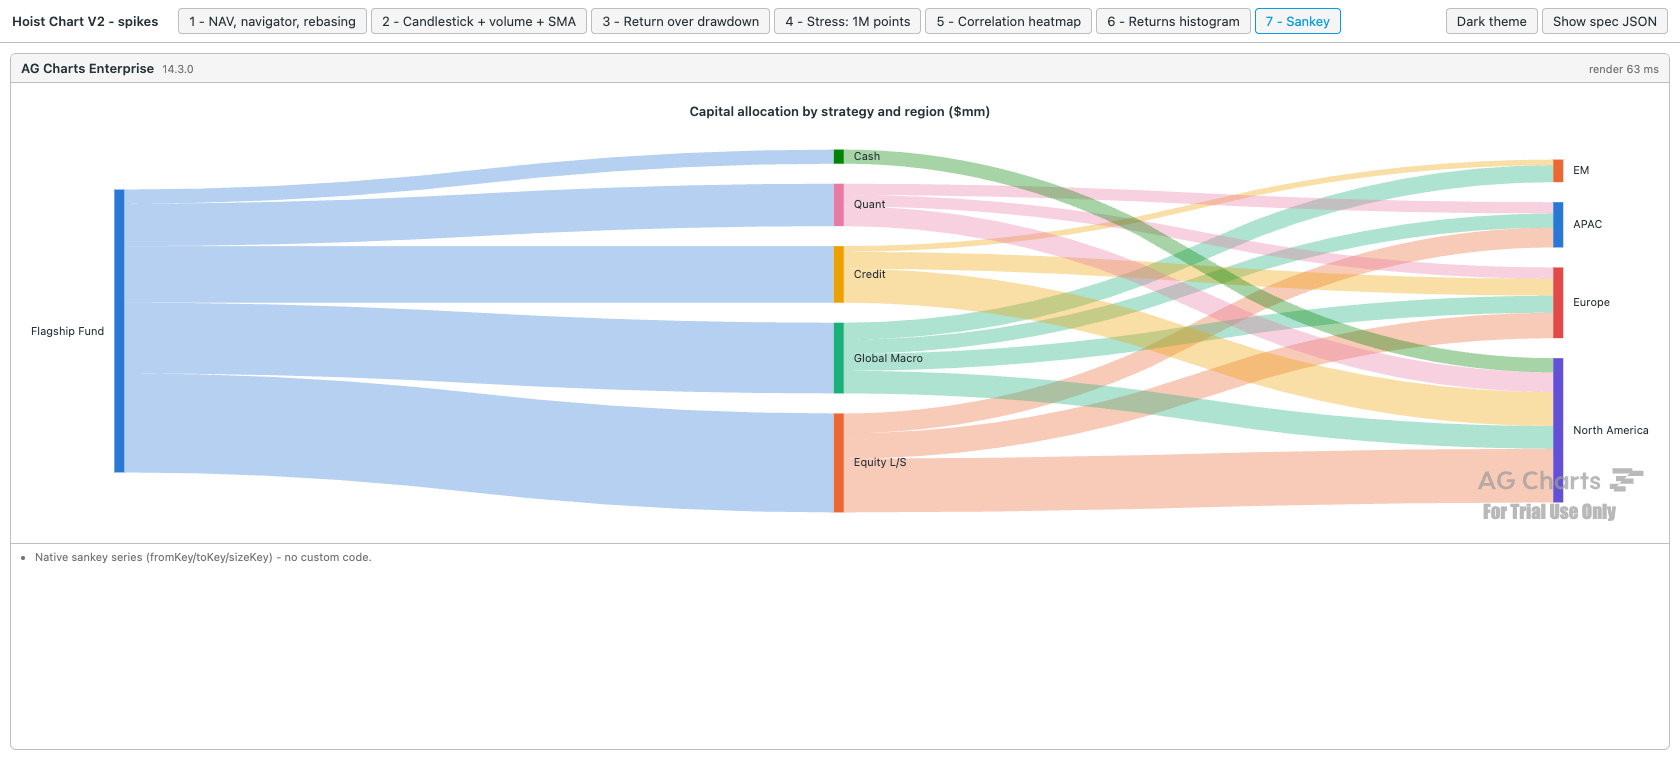 Hoist Chart V2 - spikes
1 - NAV, navigator, rebasing
2 - Candlestick + volume + SMA
3 - Return over drawdown
4 - Stress: 1M points
5 - Correlation heatmap
6 - Returns histogram
7 - Sankey
Dark theme
Show spec JSON
AG Charts Enterprise 14.3.0
render 63 ms
Capital allocation by strategy and region ($mm)
Cash
EM
Quant
APAC
Credit
Europe
Flagship Fund
Global Macro
North America
Equity L/S
AG Charts
For Trial Use Only
• Native sankey series (fromKey/toKey/sizeKey) - no custom code.